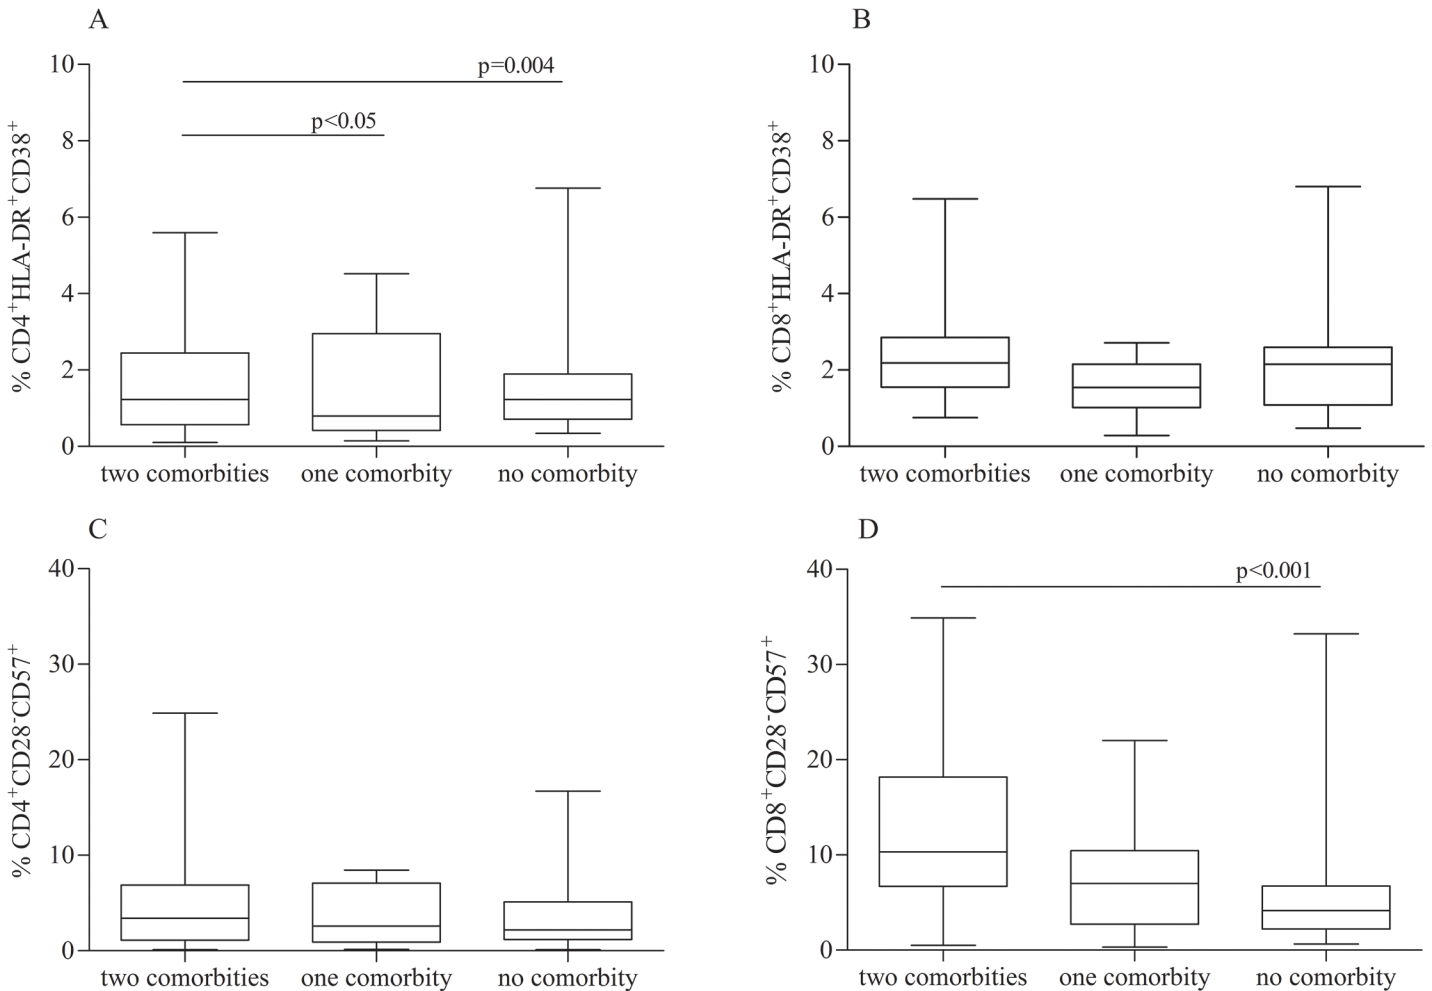 A
% CD4⁺HLA-DR⁺CD38⁺
10
8
6
4
2
0
p=0.004
p<0.05
two comorbities one comorbity no comorbity
B
% CD8⁺HLA-DR⁺CD38⁺
10
8
6
4
2
0
two comorbities one comorbity no comorbity
C
% CD4⁺CD28⁻CD57⁺
40
30
20
10
0
two comorbities one comorbity no comorbity
D
% CD8⁺CD28⁻CD57⁺
40
30
20
10
0
p<0.001
two comorbities one comorbity no comorbity